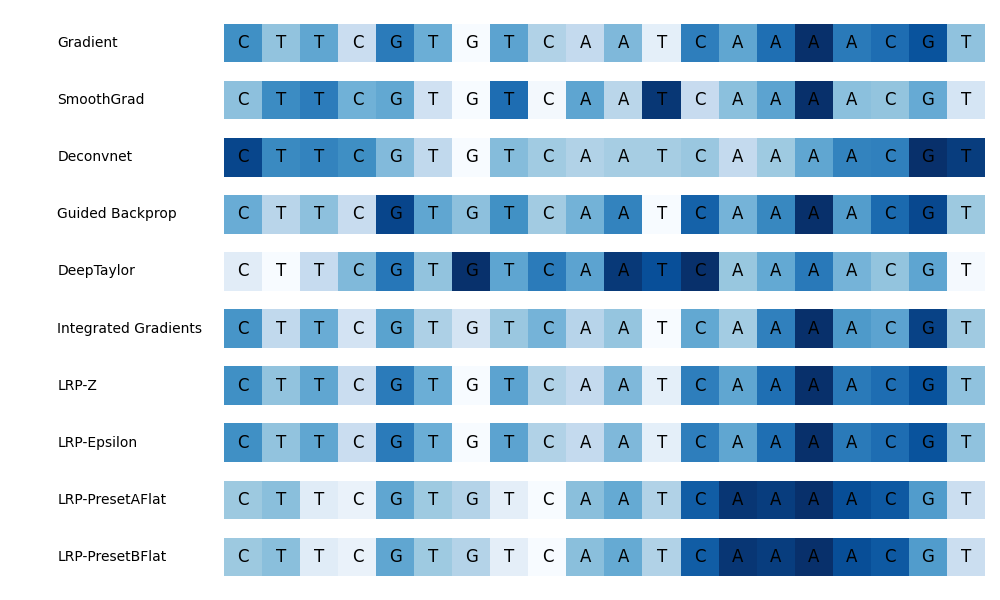 Gradient C T T C G T G T C A A T C A A A A C G T
SmoothGrad C T T C G T G T C A A T C A A A A C G T
Deconvnet C T T C G T G T C A A T C A A A A C G T
Guided Backprop C T T C G T G T C A A T C A A A A C G T
DeepTaylor C T T C G T G T C A A T C A A A A C G T
Integrated Gradients C T T C G T G T C A A T C A A A A C G T
LRP-Z C T T C G T G T C A A T C A A A A C G T
LRP-Epsilon C T T C G T G T C A A T C A A A A C G T
LRP-PresetAFlat C T T C G T G T C A A T C A A A A C G T
LRP-PresetBFlat C T T C G T G T C A A T C A A A A C G T